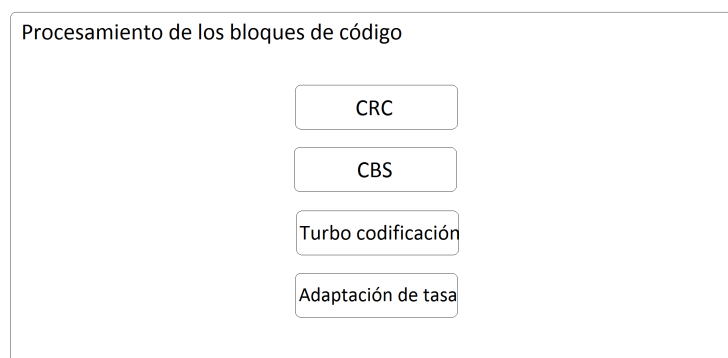 Procesamiento de los bloques de código
CRC
CBS
Turbo codificación
Adaptación de tasa